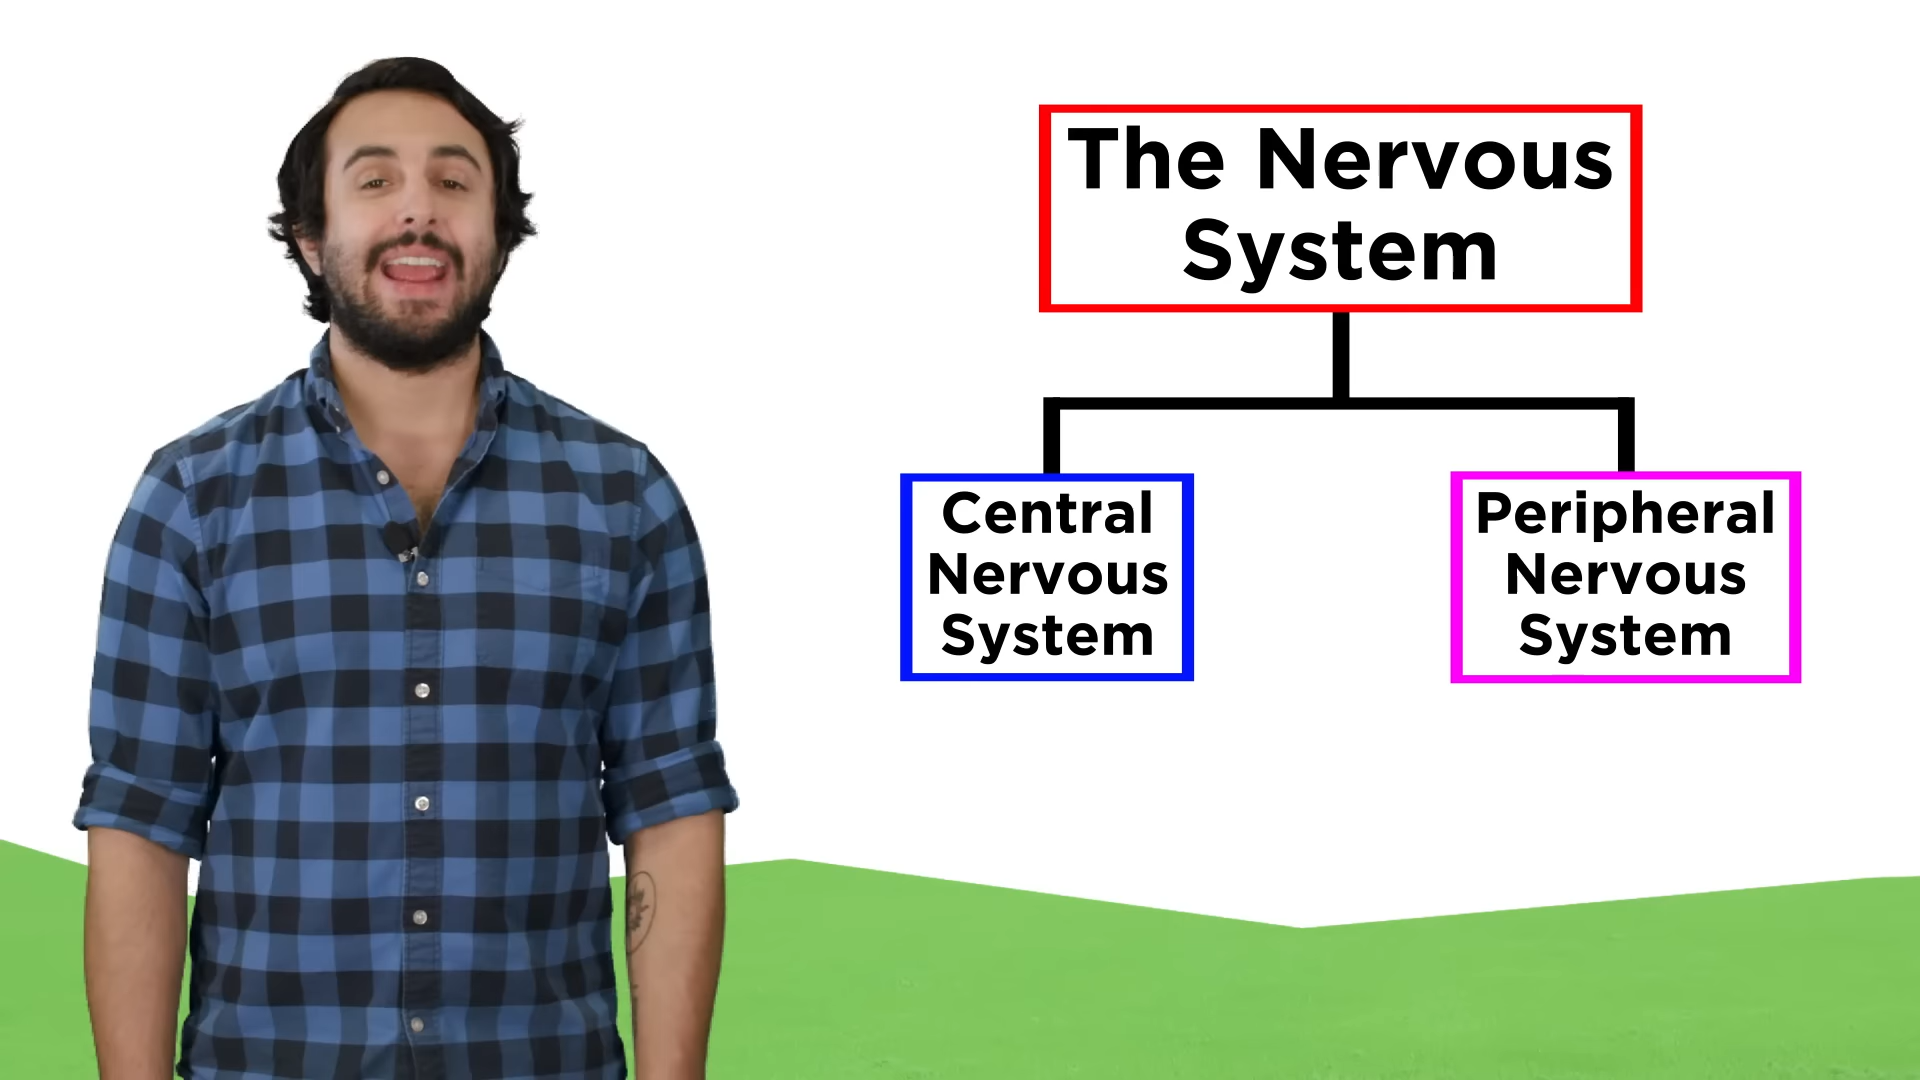 The Nervous
System
Central
Nervous
System
Peripheral
Nervous
System